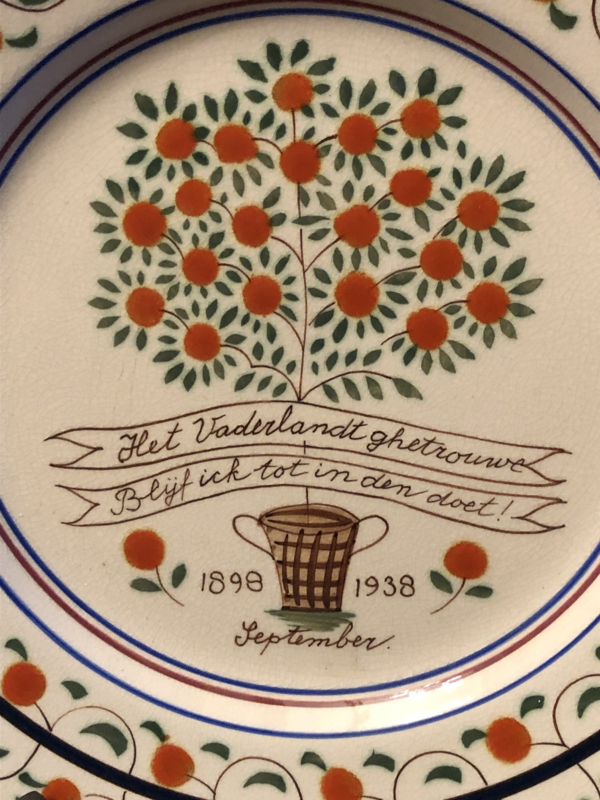 Het Vaderlandt ghetrouwe
Blijf ick tot in den doet!
1898 1938
September.